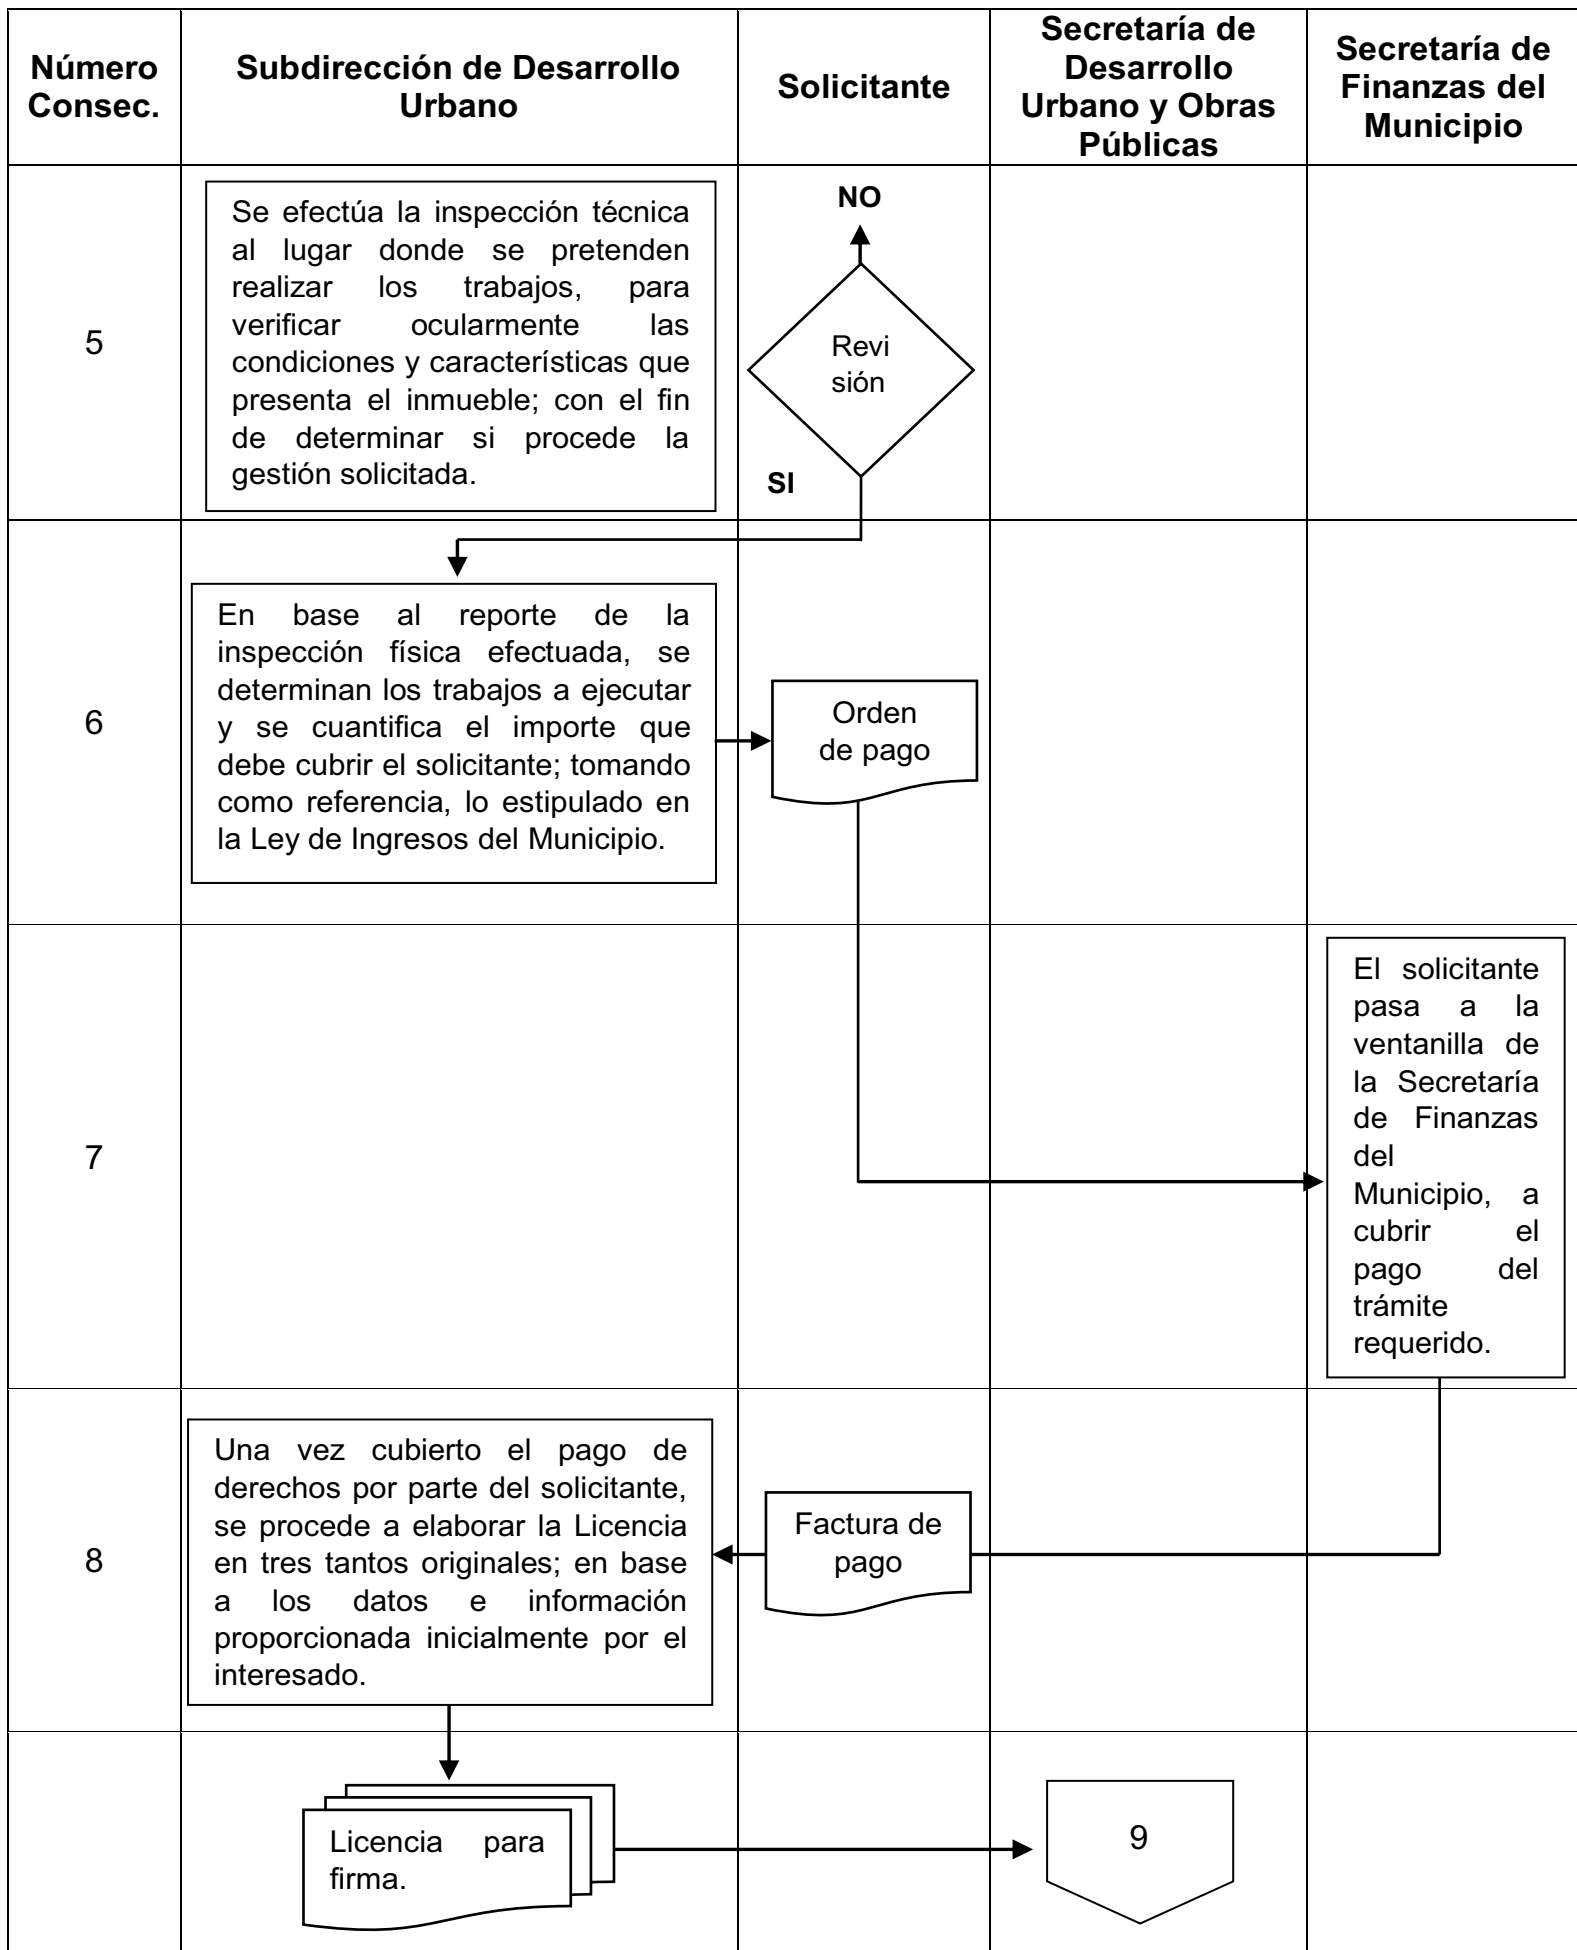 Número
Consec.
Subdirección de Desarrollo
Urbano
Solicitante
Secretaría de
Desarrollo
Urbano y Obras
Públicas
Secretaría de
Finanzas del
Municipio
5
Se efectúa la inspección técnica
al lugar donde se pretenden
realizar los trabajos, para
verificar ocularmente las
condiciones y características que
presenta el inmueble; con el fin
de determinar si procede la
gestión solicitada.
NO
Revi
sión
SI
6
En base al reporte de la
inspección física efectuada, se
determinan los trabajos a ejecutar
y se cuantifica el importe que
debe cubrir el solicitante; tomando
como referencia, lo estipulado en
la Ley de Ingresos del Municipio.
Orden
de pago
7
El solicitante
pasa a la
ventanilla de
la Secretaría
de Finanzas
del
Municipio, a
cubrir el
pago del
trámite
requerido.
8
Una vez cubierto el pago de
derechos por parte del solicitante,
se procede a elaborar la Licencia
en tres tantos originales; en base
a los datos e información
proporcionada inicialmente por el
interesado.
Factura de
pago
Licencia para
firma.
9